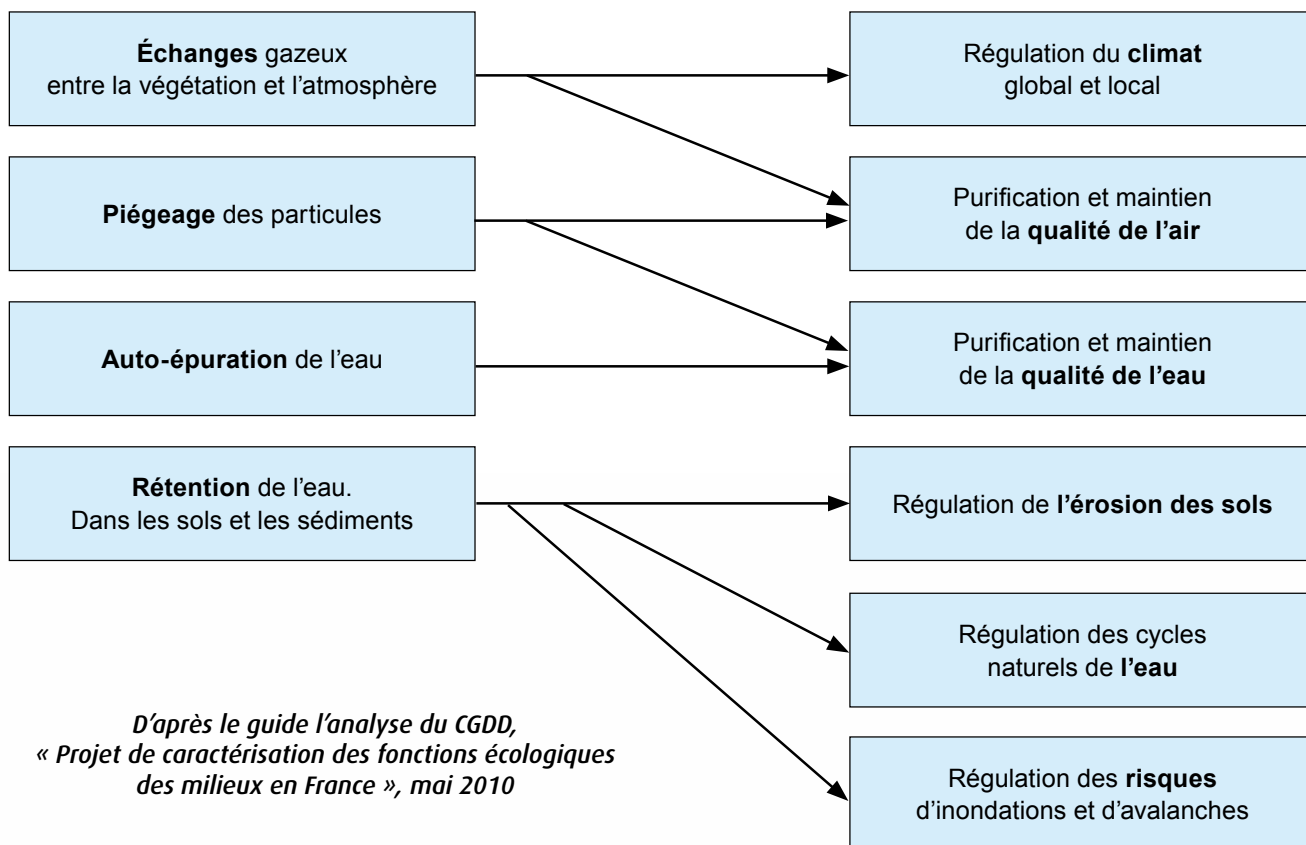 Échanges gazeux
entre la végétation et l'atmosphère
Régulation du climat
global et local
Piégeage des particules
Purification et maintien
de la qualité de l'air
Auto-épuration de l'eau
Purification et maintien
de la qualité de l'eau
Rétention de l'eau.
Dans les sols et les sédiments
Régulation de l'érosion des sols
Régulation des cycles
naturels de l'eau
Régulation des risques
d'inondations et d'avalanches
D'après le guide l'analyse du CGDD,
« Projet de caractérisation des fonctions écologiques
des milieux en France », mai 2010